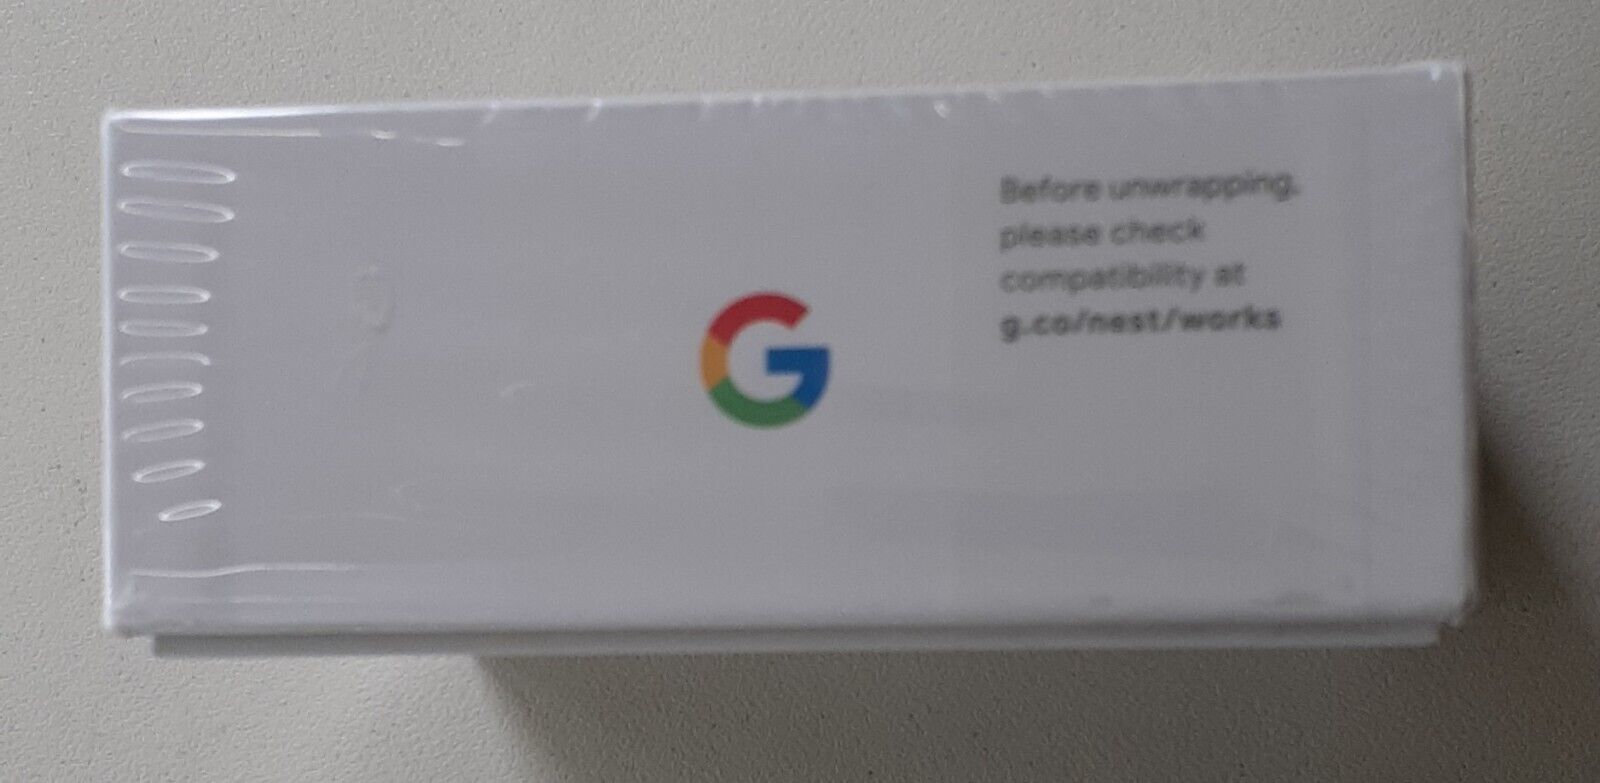 Before unwrapping,
please check
compatibility at
g.co/nest/works